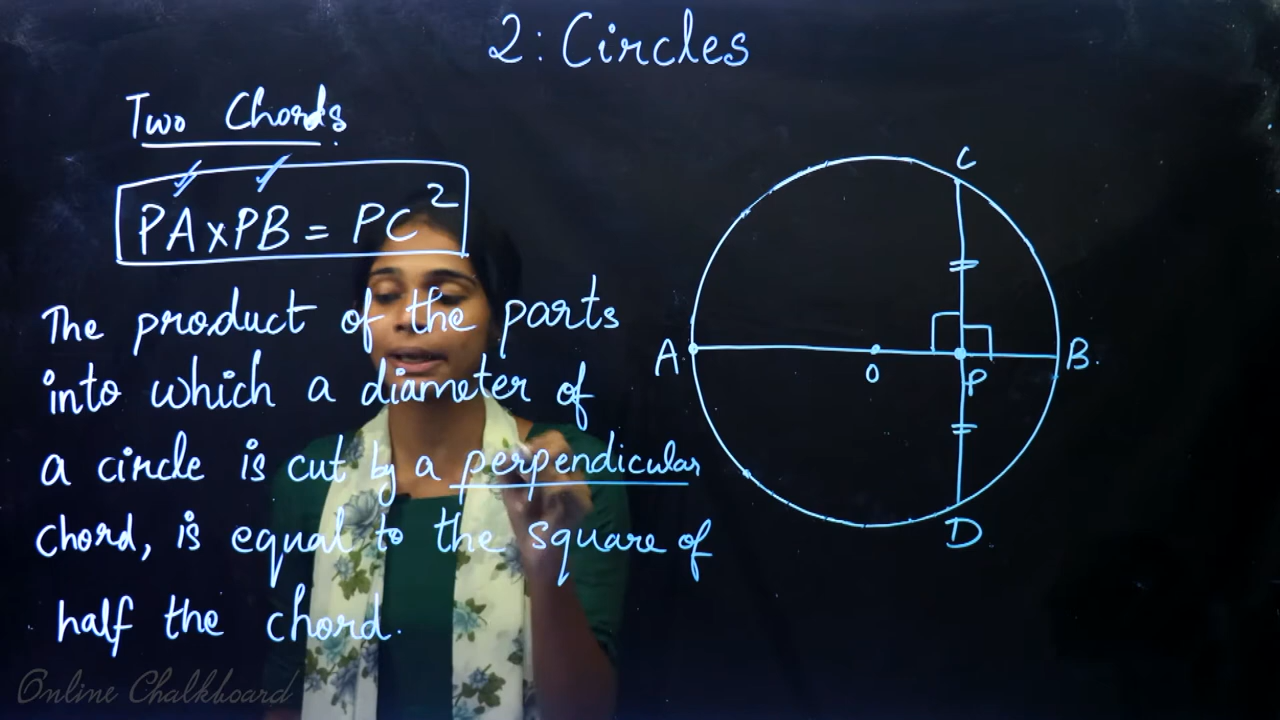 2: Circles
Two Chords
PA x PB = PC²
The product of the parts
into which a diameter of
a circle is cut by a perpendicular
chord, is equal to the square of
half the chord.
C
A
O
P
B.
D
Online Chalkboard